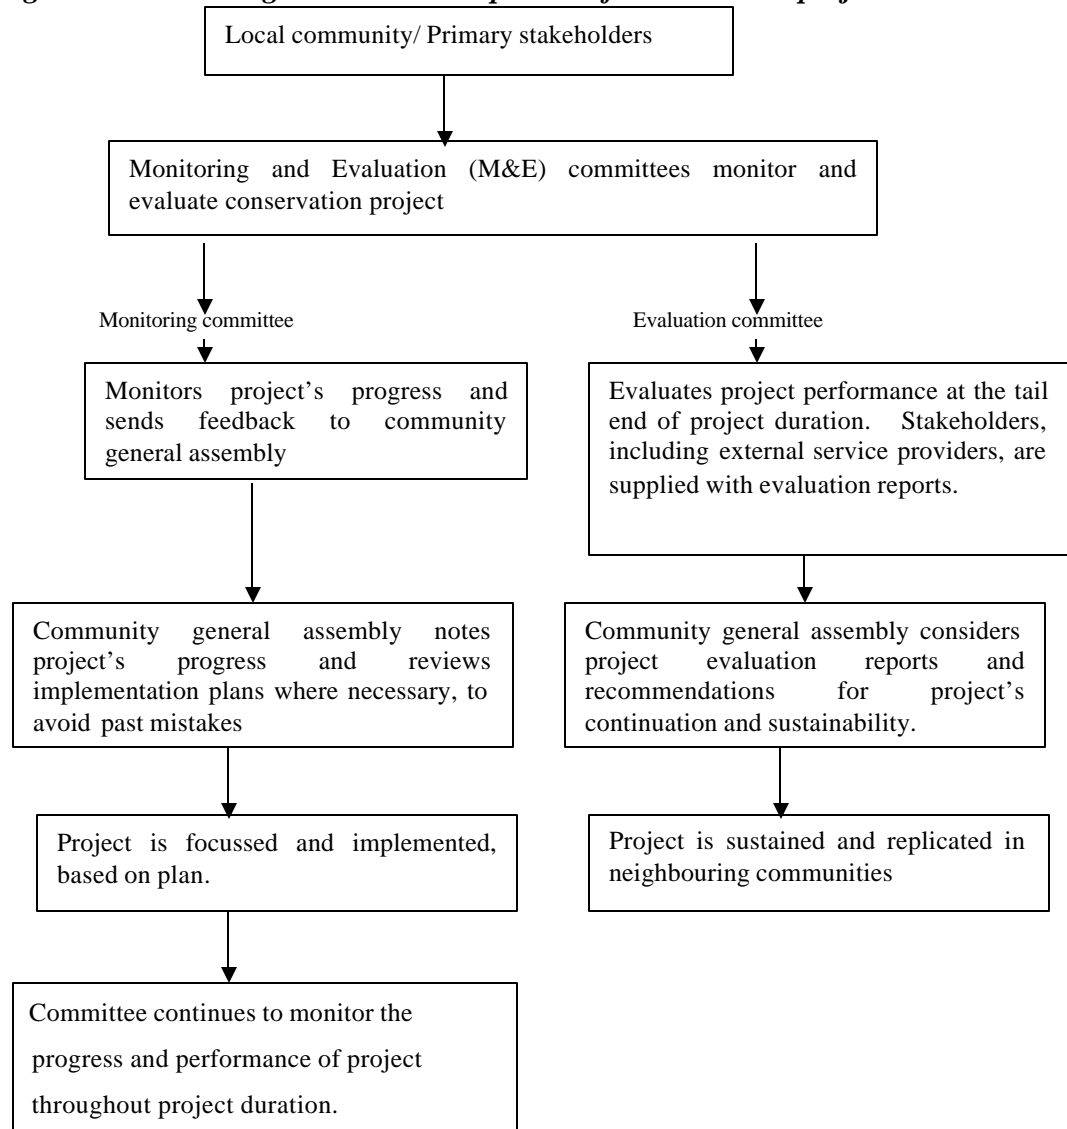 Local community/ Primary stakeholders
Monitoring and Evaluation (M&E) committees monitor and
evaluate conservation project
Monitoring committee
Monitors project's progress and
sends feedback to community
general assembly
Community general assembly notes
project's progress and reviews
implementation plans where necessary, to
avoid past mistakes
Project is focussed and implemented,
based on plan.
Committee continues to monitor the
progress and performance of project
throughout project duration.
Evaluation committee
Evaluates project performance at the tail
end of project duration. Stakeholders,
including external service providers, are
supplied with evaluation reports.
Community general assembly considers
project evaluation reports and
recommendations for project's
continuation and sustainability.
Project is sustained and replicated in
neighbouring communities